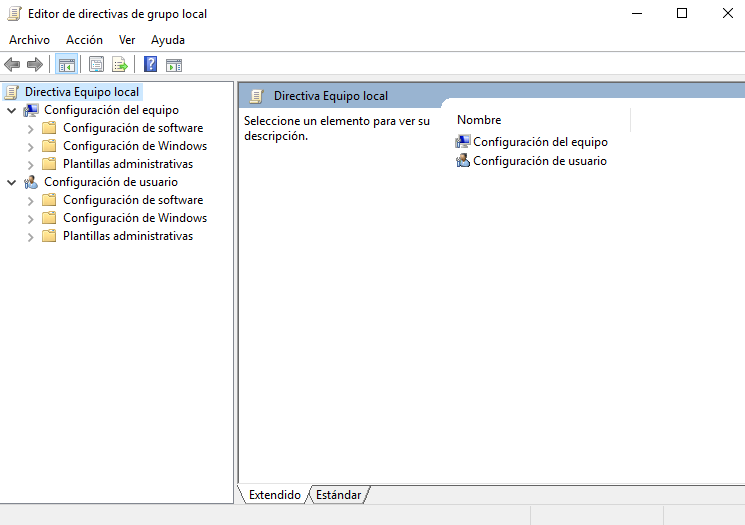 Editor de directivas de grupo local
Archivo Acción Ver Ayuda
Directiva Equipo local
Configuración del equipo
Configuración de software
Configuración de Windows
Plantillas administrativas
Configuración de usuario
Configuración de software
Configuración de Windows
Plantillas administrativas
Directiva Equipo local
Seleccione un elemento para ver su
descripción.
Nombre
Configuración del equipo
Configuración de usuario
Extendido Estándar